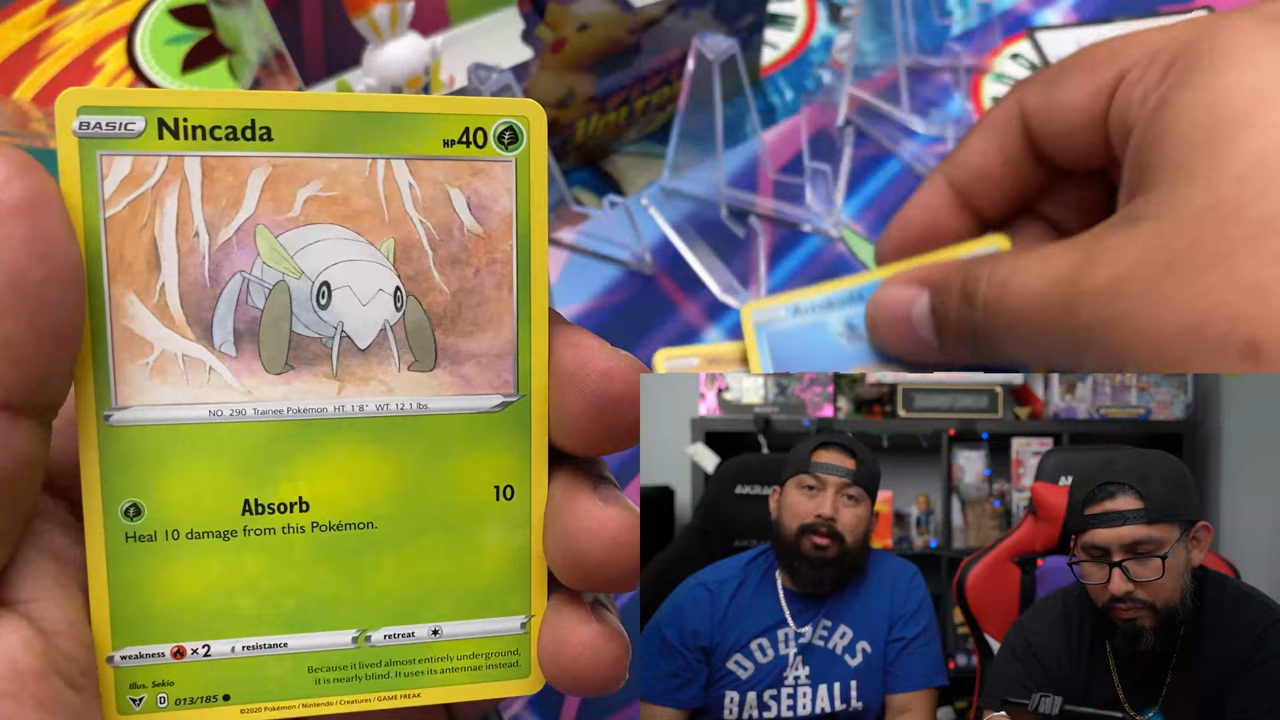 BASIC Nincada HP 40
NO. 290 Trainee Pokémon HT: 1'8" WT: 12.1 lbs.
Absorb 10
Heal 10 damage from this Pokémon.
weakness ×2 resistance retreat
Because it lived almost entirely underground,
it is nearly blind. It uses its antennae instead.
Illus. Sekio
D 013/185
©2020 Pokémon / Nintendo / Creatures / GAME FREAK
DODGERS
LA
BASEBALL